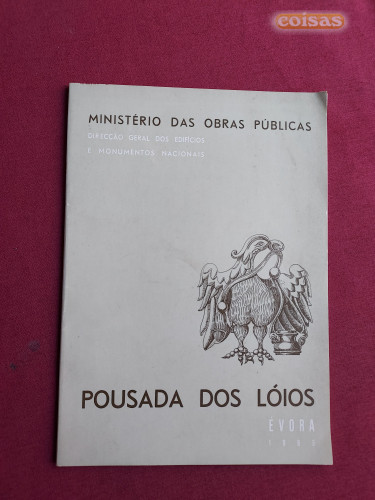 coisas
MINISTÉRIO DAS OBRAS PÚBLICAS
DIRECÇÃO GERAL DOS EDIFÍCIOS
E MONUMENTOS NACIONAIS
POUSADA DOS LÓIOS
ÉVORA